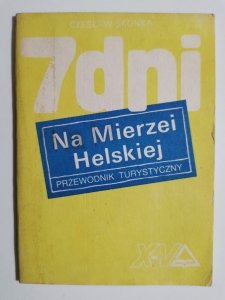 CZESŁAW SKONKA
7dni
Na Mierzei
Helskiej
PRZEWODNIK TURYSTYCZNY